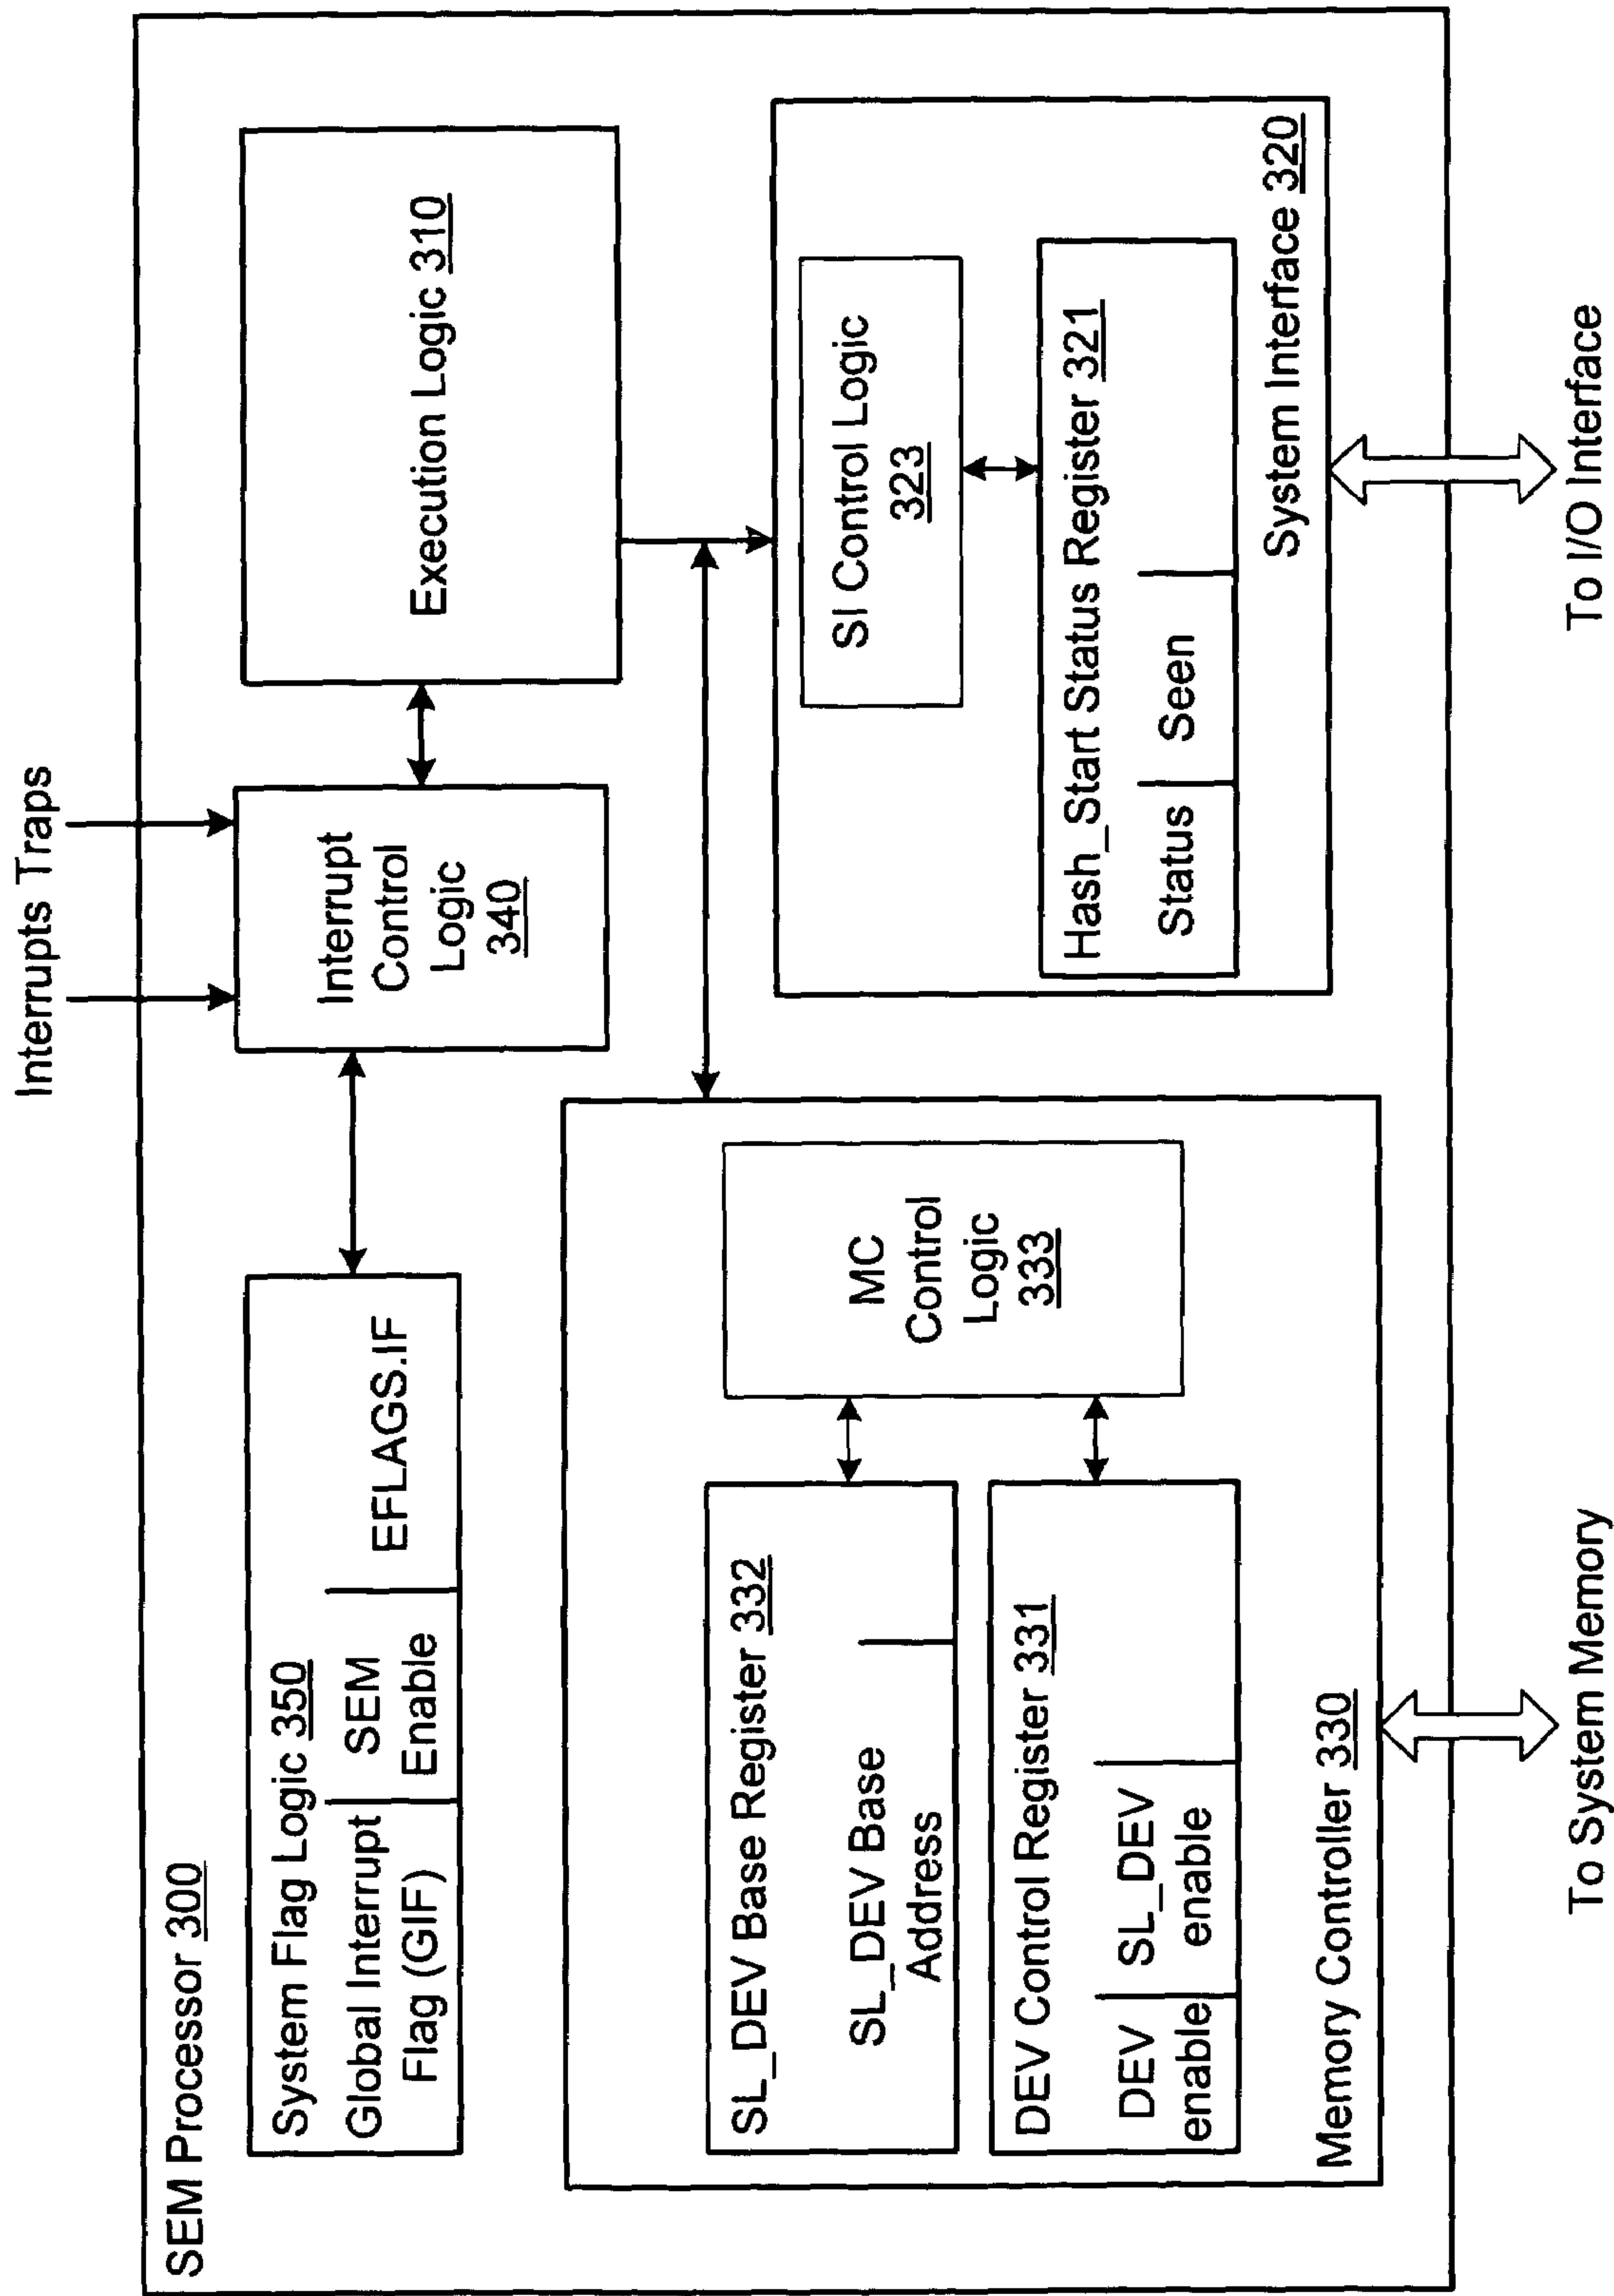 Interrupts Traps
SEM Processor 300
System Flag Logic 350
Global Interrupt
Flag (GIF)
SEM
Enable
EFLAGS.IF
Interrupt
Control
Logic
340
Execution Logic 310
SL_DEV Base Register 332
SL_DEV Base
Address
DEV Control Register 331
DEV
enable
SL_DEV
enable
MC
Control
Logic
333
Memory Controller 330
SI Control Logic
323
Hash_Start Status Register 321
Status
Seen
System Interface 320
To System Memory
To I/O Interface